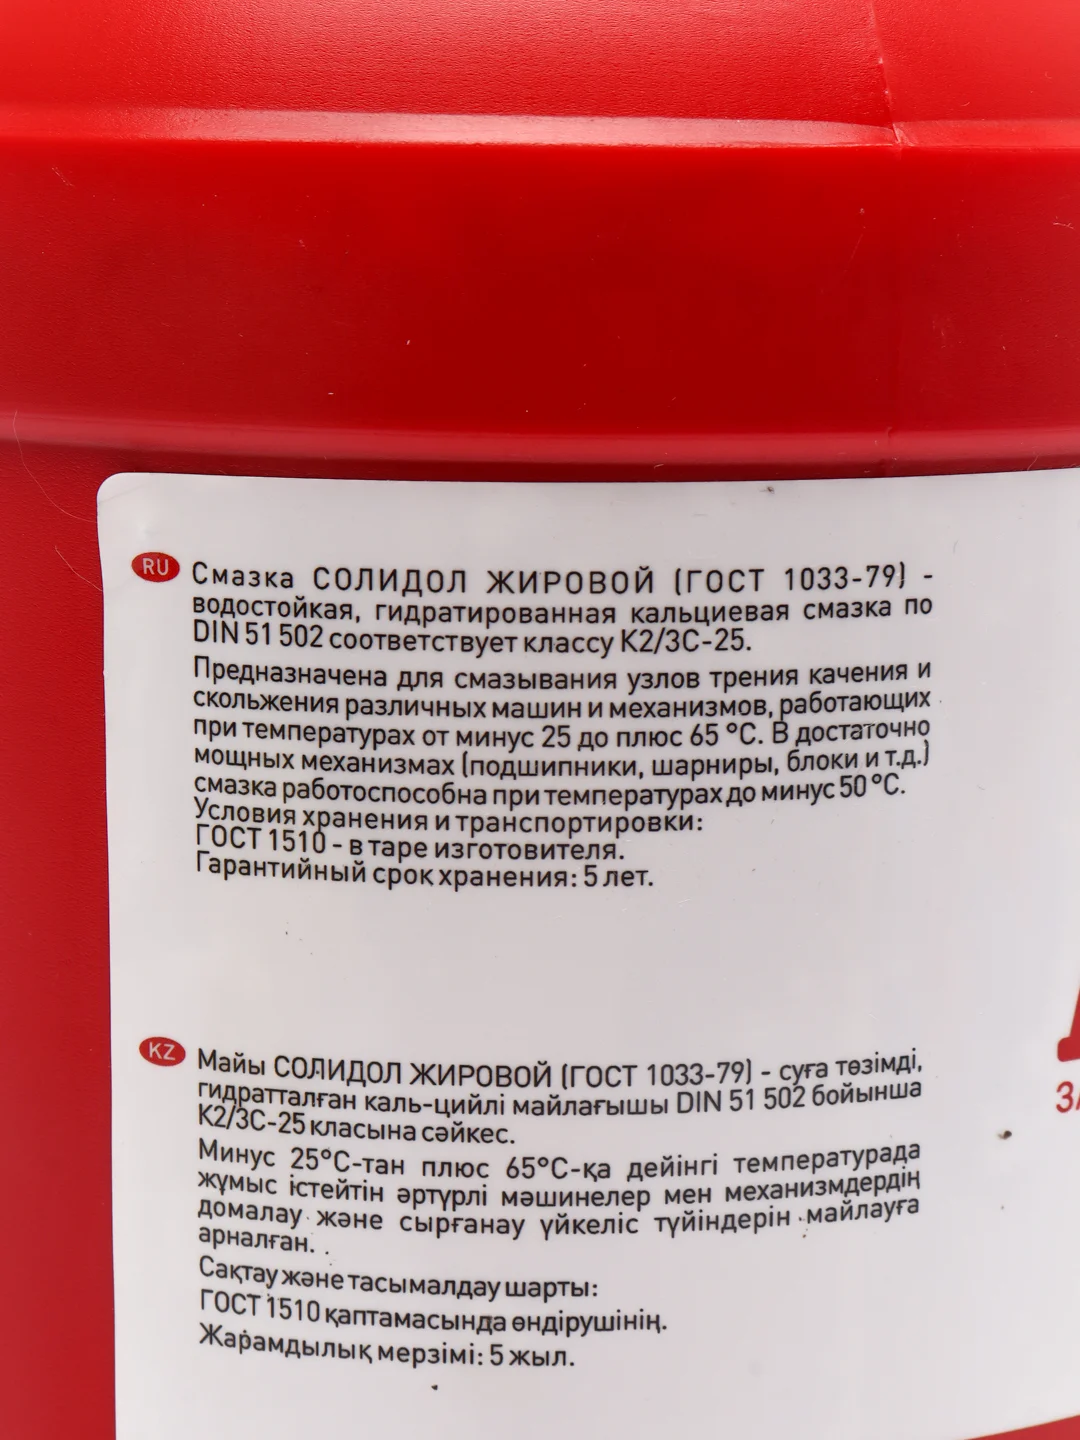 RU
Смазка СОЛИДОЛ ЖИРОВОЙ (ГОСТ 1033-79) -
водостойкая, гидратированная кальциевая смазка по
DIN 51 502 соответствует классу К2/3С-25.
Предназначена для смазывания узлов трения качения и
скольжения различных машин и механизмов, работающих
при температурах от минус 25 до плюс 65 °С. В достаточно
мощных механизмах (подшипники, шарниры, блоки и т.д.)
смазка работоспособна при температурах до минус 50 °С.
Условия хранения и транспортировки:
ГОСТ 1510 - в таре изготовителя.
Гарантийный срок хранения: 5 лет.
KZ
Майы СОЛИДОЛ ЖИРОВОЙ (ГОСТ 1033-79) - суға төзімді,
гидратталған каль-цийлі майлағышы DIN 51 502 бойынша
К2/3С-25 класына сәйкес.
Минус 25°С-тан плюс 65°С-қа дейінгі температурада
жұмыс істейтін әртүрлі мәшинелер мен механизмдердің
домалау және сырғанау үйкеліс түйіндерін майлауға
арналған.
Сақтау және тасымалдау шарты:
ГОСТ 1510 қаптамасында өндірушінің.
Жарамдылық мерзімі: 5 жыл.